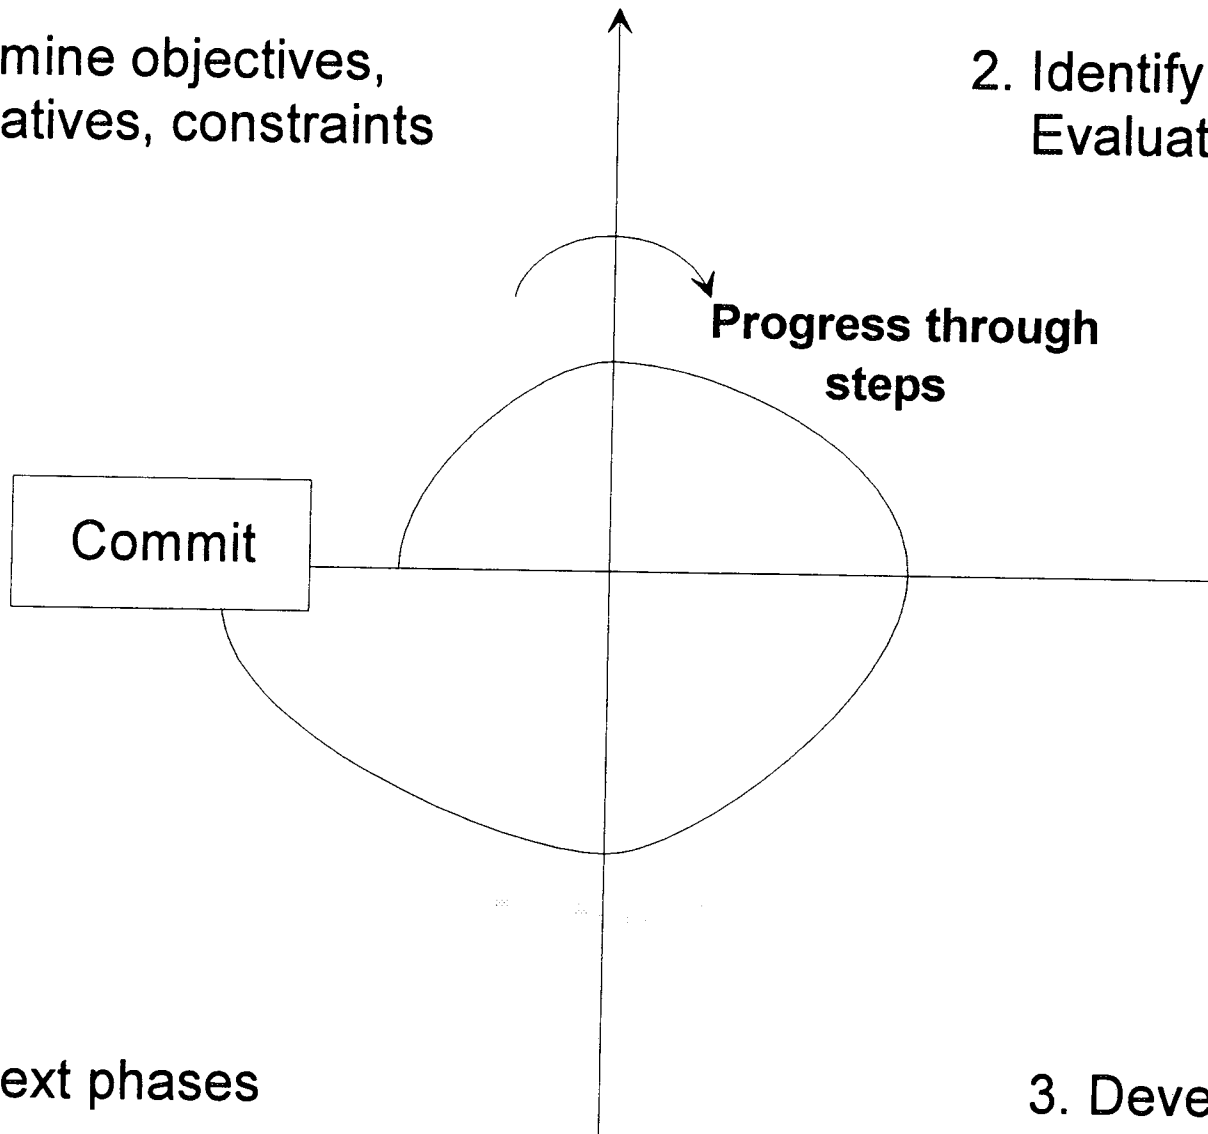 mine objectives,
atives, constraints
2. Identify
Evaluat
Progress through
steps
Commit
ext phases
3. Deve